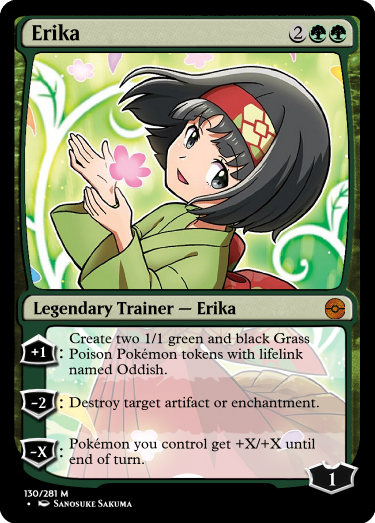 Erika 2
Legendary Trainer — Erika
+1: Create two 1/1 green and black Grass
Poison Pokémon tokens with lifelink
named Oddish.
-2: Destroy target artifact or enchantment.
-X: Pokémon you control get +X/+X until
end of turn.
1
130/281 M
• Sanosuke Sakuma